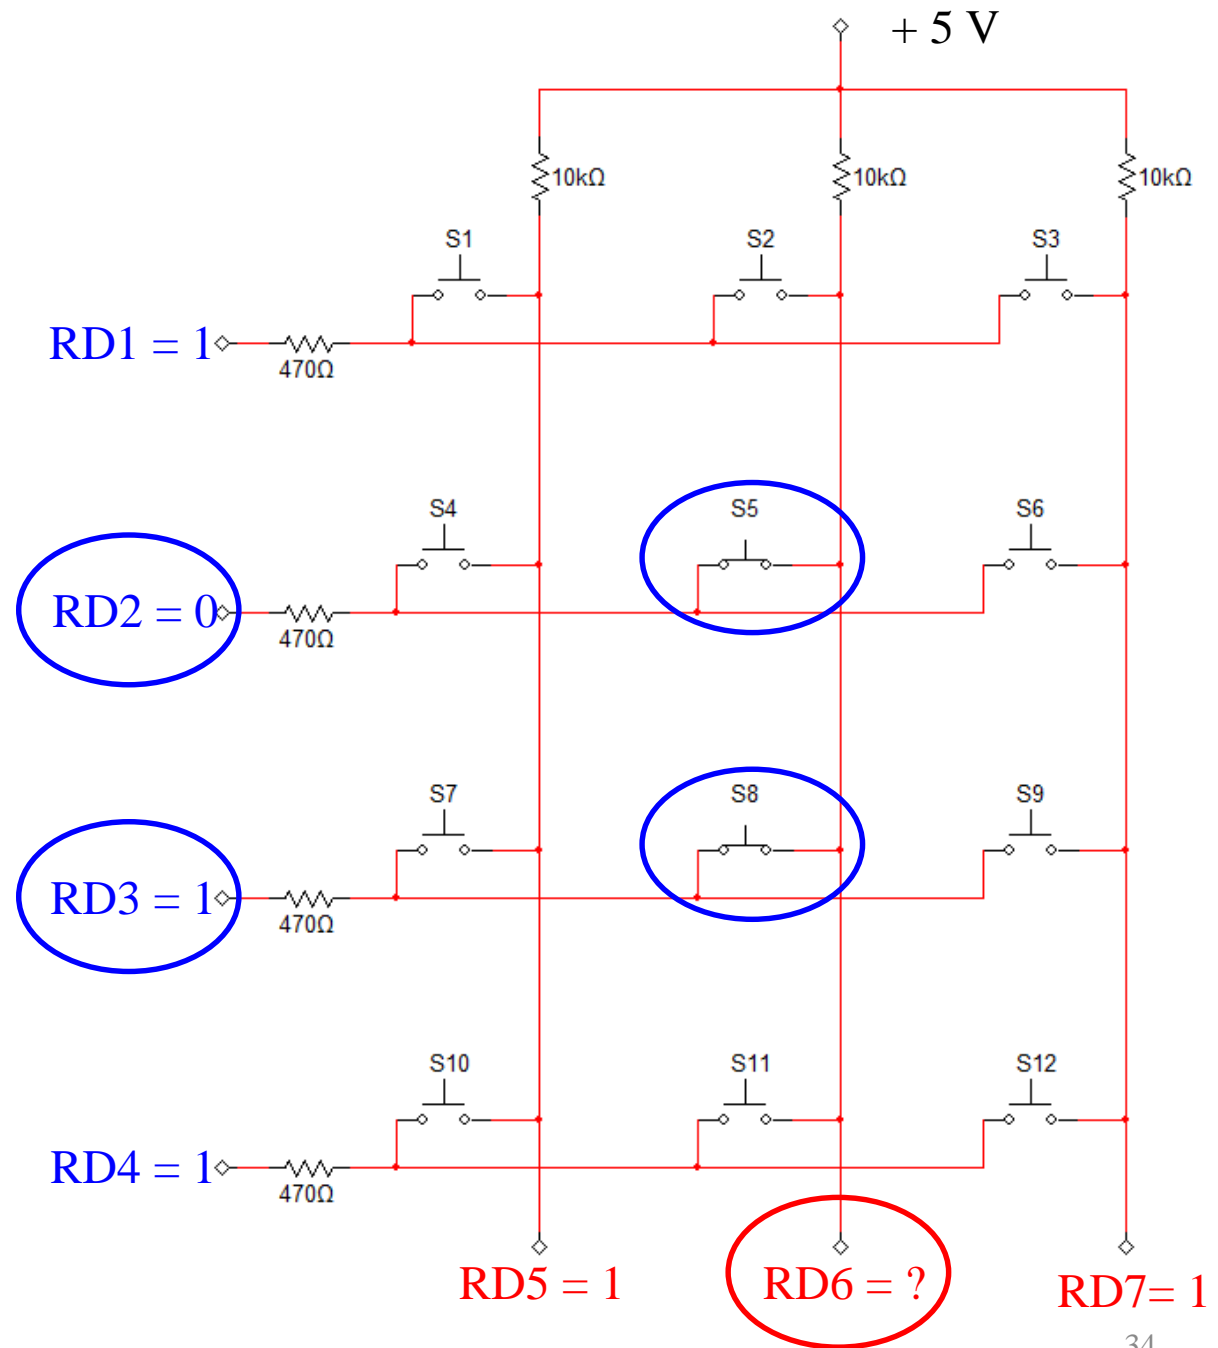 + 5 V
10kΩ 10kΩ 10kΩ
S1 S2 S3
RD1 = 1
470Ω
S4 S5 S6
RD2 = 0
470Ω
S7 S8 S9
RD3 = 1
470Ω
S10 S11 S12
RD4 = 1
470Ω
RD5 = 1 RD6 = ? RD7= 1
34